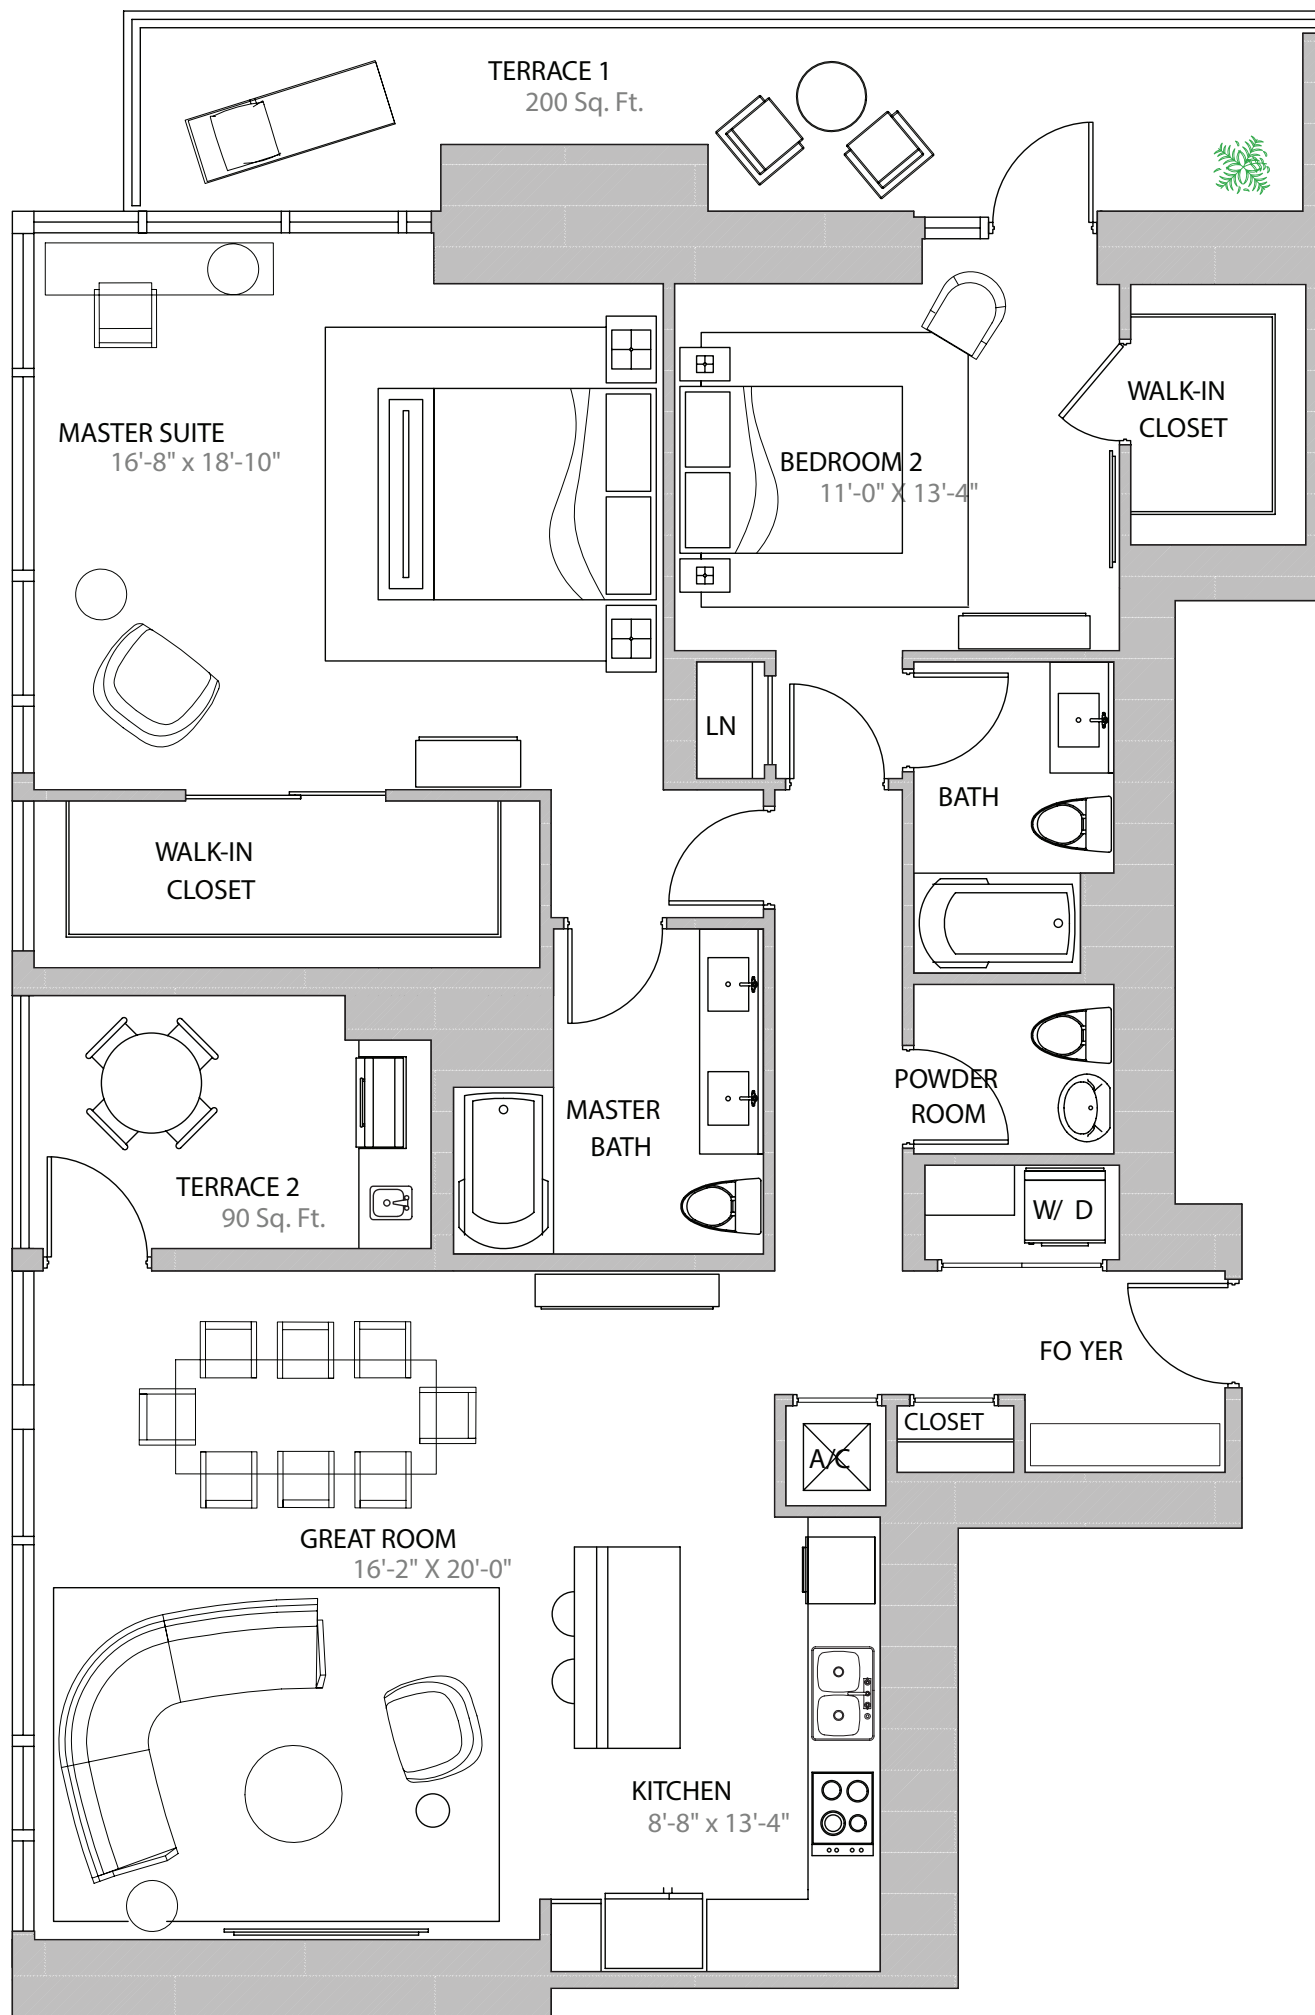 TERRACE 1
200 Sq. Ft.
WALK-IN
CLOSET
MASTER SUITE
16'-8" x 18'-10"
BEDROOM 2
11'-0" X 13'-4"
LN
BATH
WALK-IN
CLOSET
POWDER
ROOM
MASTER
BATH
TERRACE 2
90 Sq. Ft.
W/ D
FO YER
CLOSET
A/C
GREAT ROOM
16'-2" X 20'-0"
KITCHEN
8'-8" x 13'-4"